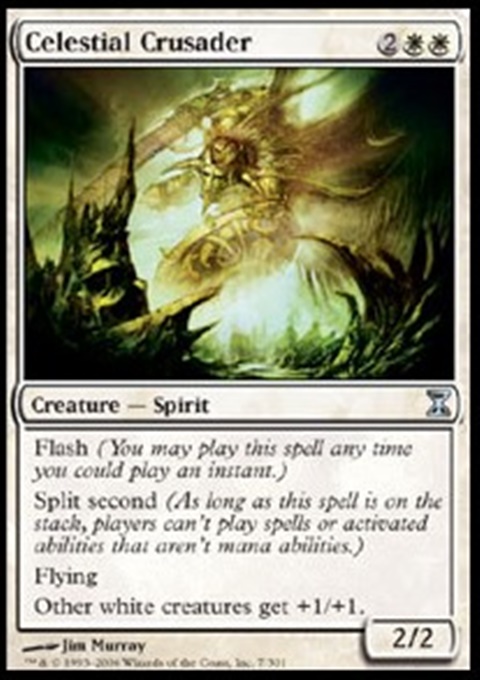 Celestial Crusader 2
Creature — Spirit
Flash (You may play this spell any time
you could play an instant.)
Split second (As long as this spell is on the
stack, players can't play spells or activated
abilities that aren't mana abilities.)
Flying
Other white creatures get +1/+1.
2/2
Jim Murray
™ & © 1993-2006 Wizards of the Coast, Inc. 7/301